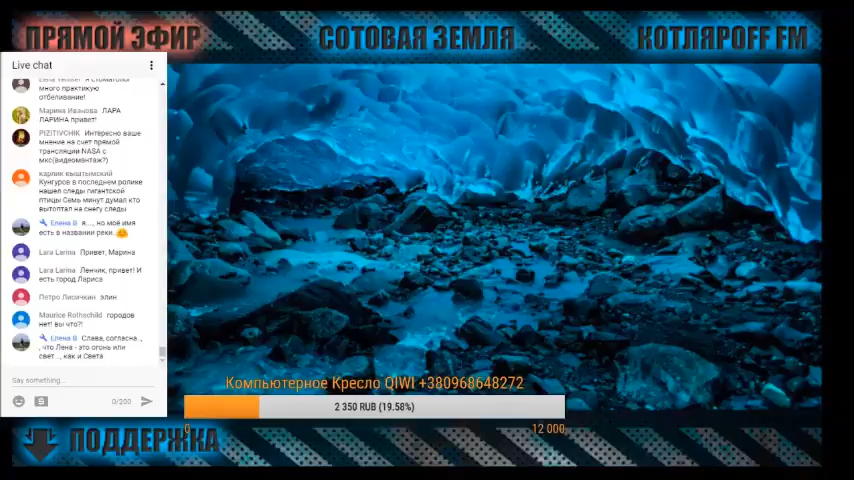 ПРЯМОЙ ЭФИР
СОТОВАЯ ЗЕМЛЯ
КОТЛЯРОFF FM
Live chat
много практикую
отбеливание!
Марина Иванова ЛАРА
ЛАРИНА привет!
PIZITIVCHIK Интересно ваше
мнение на счет прямой
трансляции NASA с
мкс(видеомонтаж?)
карлик выштымский
Кунгуров в последнем ролике
нашел следы гигантской
птицы Семь минут думал кто
вытоптал на снегу следы
Елена В я..., но моё имя
есть в названии реки..
Lara Larina Привет, Марина
Lara Larina Ленчик, привет! И
есть город Лариса
Петро Лисичкин элин
Maurice Rothschild городов
нет! вы что?!
Елена В Слава, согласна..,
, что Лена - это огонь или
свет .., как и Света
Say something...
0/200
Компьютерное Кресло QIWI +380968648272
2 350 RUB (19.58%)
0
12 000
ПОДДЕРЖКА